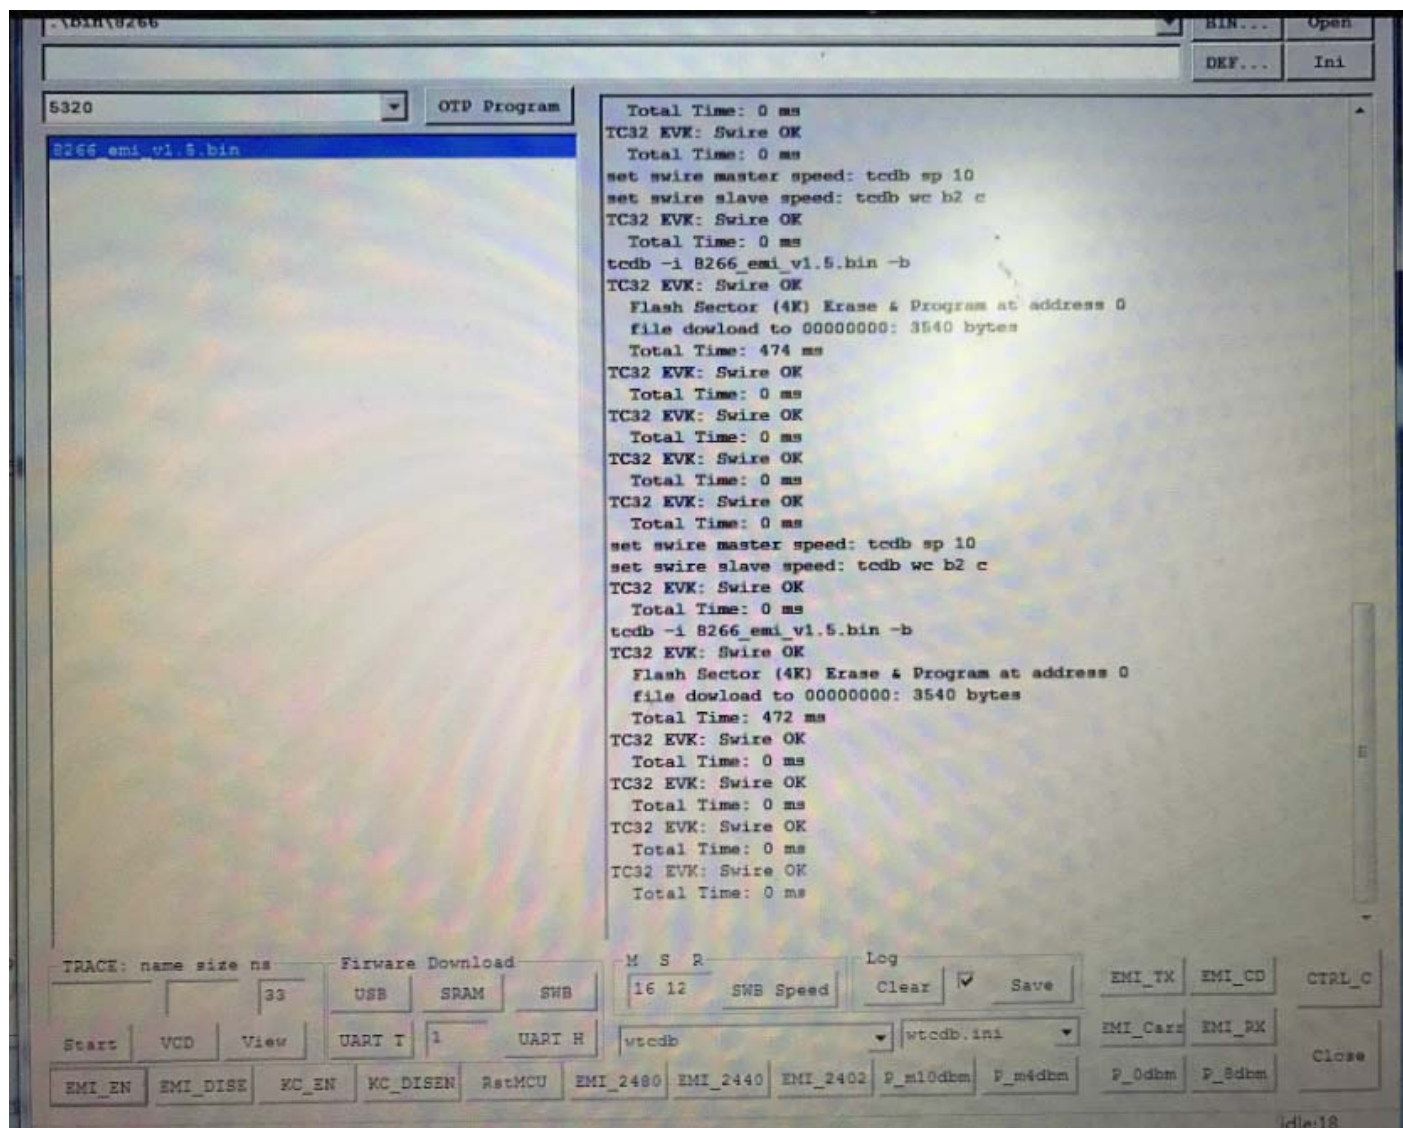 .\bin\8266
BIN...
Open
DEF...
Ini
5320
OTP Program
8266_emi_v1.5.bin
Total Time: 0 ms
TC32 EVK: Swire OK
Total Time: 0 ms
set swire master speed: tcdb sp 10
set swire slave speed: tcdb wc b2 c
TC32 EVK: Swire OK
Total Time: 0 ms
tcdb -i 8266_emi_v1.5.bin -b
TC32 EVK: Swire OK
Flash Sector (4K) Erase & Program at address 0
file dowload to 00000000: 3540 bytes
Total Time: 474 ms
TC32 EVK: Swire OK
Total Time: 0 ms
TC32 EVK: Swire OK
Total Time: 0 ms
TC32 EVK: Swire OK
Total Time: 0 ms
TC32 EVK: Swire OK
Total Time: 0 ms
set swire master speed: tcdb sp 10
set swire slave speed: tcdb wc b2 c
TC32 EVK: Swire OK
Total Time: 0 ms
tcdb -i 8266_emi_v1.5.bin -b
TC32 EVK: Swire OK
Flash Sector (4K) Erase & Program at address 0
file dowload to 00000000: 3540 bytes
Total Time: 472 ms
TC32 EVK: Swire OK
Total Time: 0 ms
TC32 EVK: Swire OK
Total Time: 0 ms
TC32 EVK: Swire OK
Total Time: 0 ms
TC32 EVK: Swire OK
Total Time: 0 ms
TRACE: name size ns
33
Start VCD View
Firware Download
USB SRAM SWB
UART T 1 UART H
M S R
16 12 SWB Speed
Log
Clear Save
wtcdb wtcdb.ini
EMI_TX EMI_CD CTRL_C
EMI_Carr EMI_RX
Close
EMI_EN EMI_DISE KC_EN KC_DISEN RstMCU EMI_2480 EMI_2440 EMI_2402 P_m10dbm P_m4dbm P_0dbm P_8dbm
idle:18